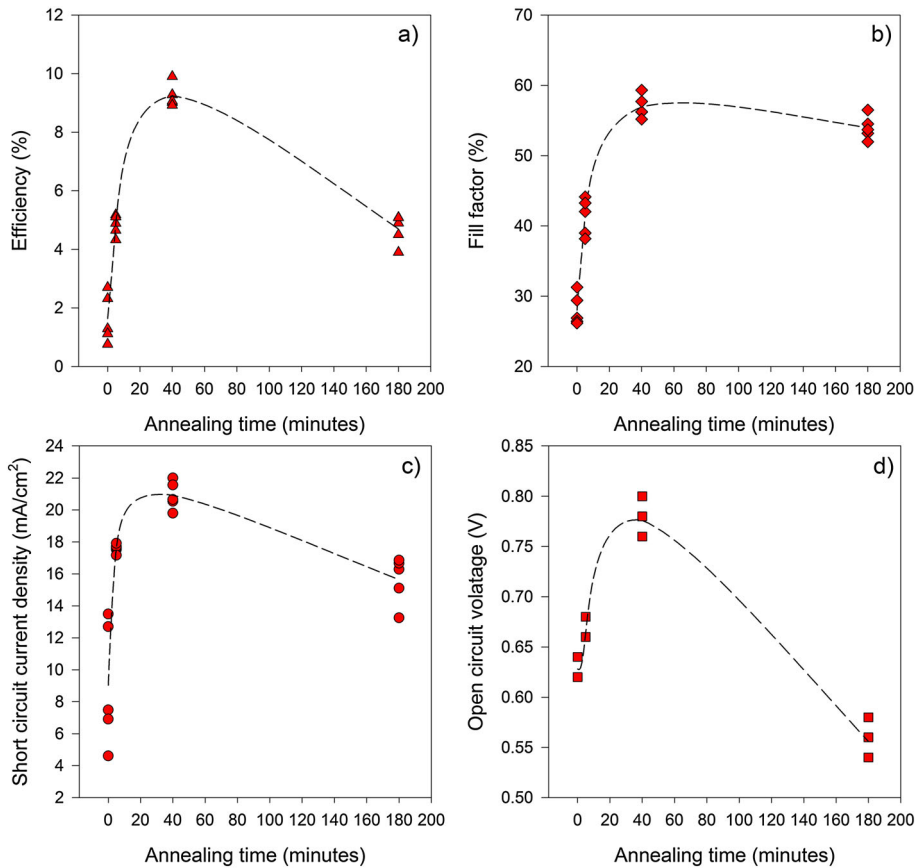 a)
Efficiency (%)
12
10
8
6
4
2
0
0 20 40 60 80 100 120 140 160 180 200
Annealing time (minutes)
b)
Fill factor (%)
70
60
50
40
30
20
0 20 40 60 80 100 120 140 160 180 200
Annealing time (minutes)
c)
Short circuit current density (mA/cm²)
24
22
20
18
16
14
12
10
8
6
4
2
0 20 40 60 80 100 120 140 160 180 200
Annealing time (minutes)
d)
Open circuit volatage (V)
0.85
0.80
0.75
0.70
0.65
0.60
0.55
0.50
0 20 40 60 80 100 120 140 160 180 200
Annealing time (minutes)